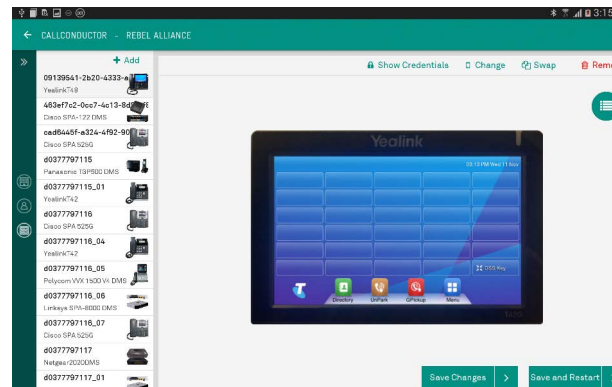 3:15
CALLCONDUCTOR - REBEL ALLIANCE
+ Add
Show Credentials
Change
Swap
09139541-2b20-4333-a
YealinkT48
463ef7c2-0cc7-4c13-8d
Cisco SPA-122 DMS
cad6445f-a324-4f92-90
Cisco SPA 525G
d0377797115
Panasonic TGP500 DMS
d0377797115_01
YealinkT42
d0377797116
Cisco SPA 525G
d0377797116_04
YealinkT42
d0377797116_05
Polycom VVX 1500 V4 DMS
d0377797116_06
Linksys SPA-8000 DMS
d0377797116_07
Cisco SPA 525G
d0377797117
Netgear2020DMS
d0377797117_01
Yealink
03:13 PM Wed 11 Nov
DSS Key
Directory
UnPark
GPickup
Menu
Save Changes
Save and Restart